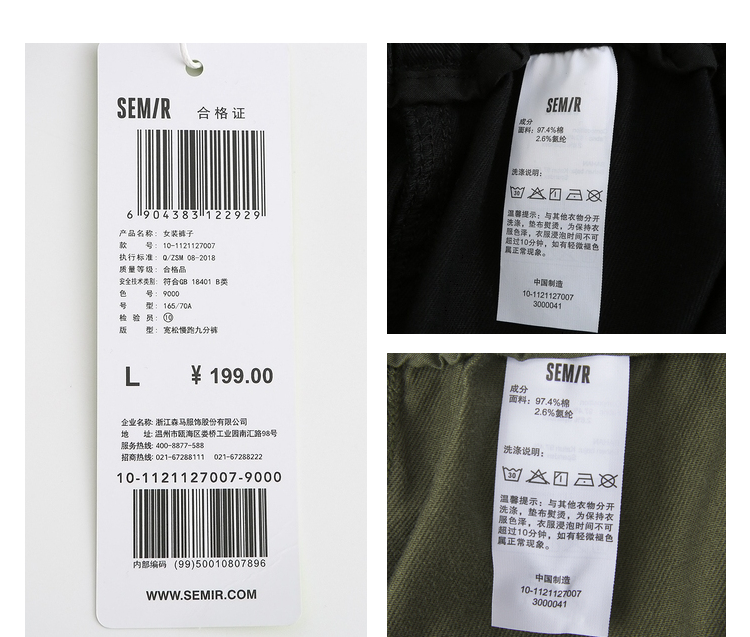 SEMIR 合格证
6 904383 122929
产品名称: 女装裤子
款 号: 10-1121127007
执行标准: Q/ZSM 08-2018
质量等级: 合格品
安全技术类别: 符合GB 18401 B类
色 号: 9000
号 型: 165/70A
检 验 员: ⑩
版 型: 宽松慢跑九分裤
L ¥ 199.00
企业名称: 浙江森马服饰股份有限公司
地 址: 温州市瓯海区娄桥工业园南汇路98号
服务热线: 400-8877-588
招商热线: 021-67288111 021-67288222
10-1121127007-9000
内部编码 (99)50010807896
WWW.SEMIR.COM
SEMIR
成分
面料: 97.4%棉
2.6%氨纶
洗涤说明:
30
温馨提示: 与其他衣物分开
洗涤, 垫布熨烫, 为保持衣
服色泽, 衣服浸泡时间不可
超过10分钟, 如有轻微褪色
属正常现象。
中国制造
10-1121127007
3000041
SEMIR
成分
面料: 97.4%棉
2.6%氨纶
洗涤说明:
30
温馨提示: 与其他衣物分开
洗涤, 垫布熨烫, 为保持衣
服色泽, 衣服浸泡时间不可
超过10分钟, 如有轻微褪色
属正常现象。
中国制造
10-1121127007
3000041